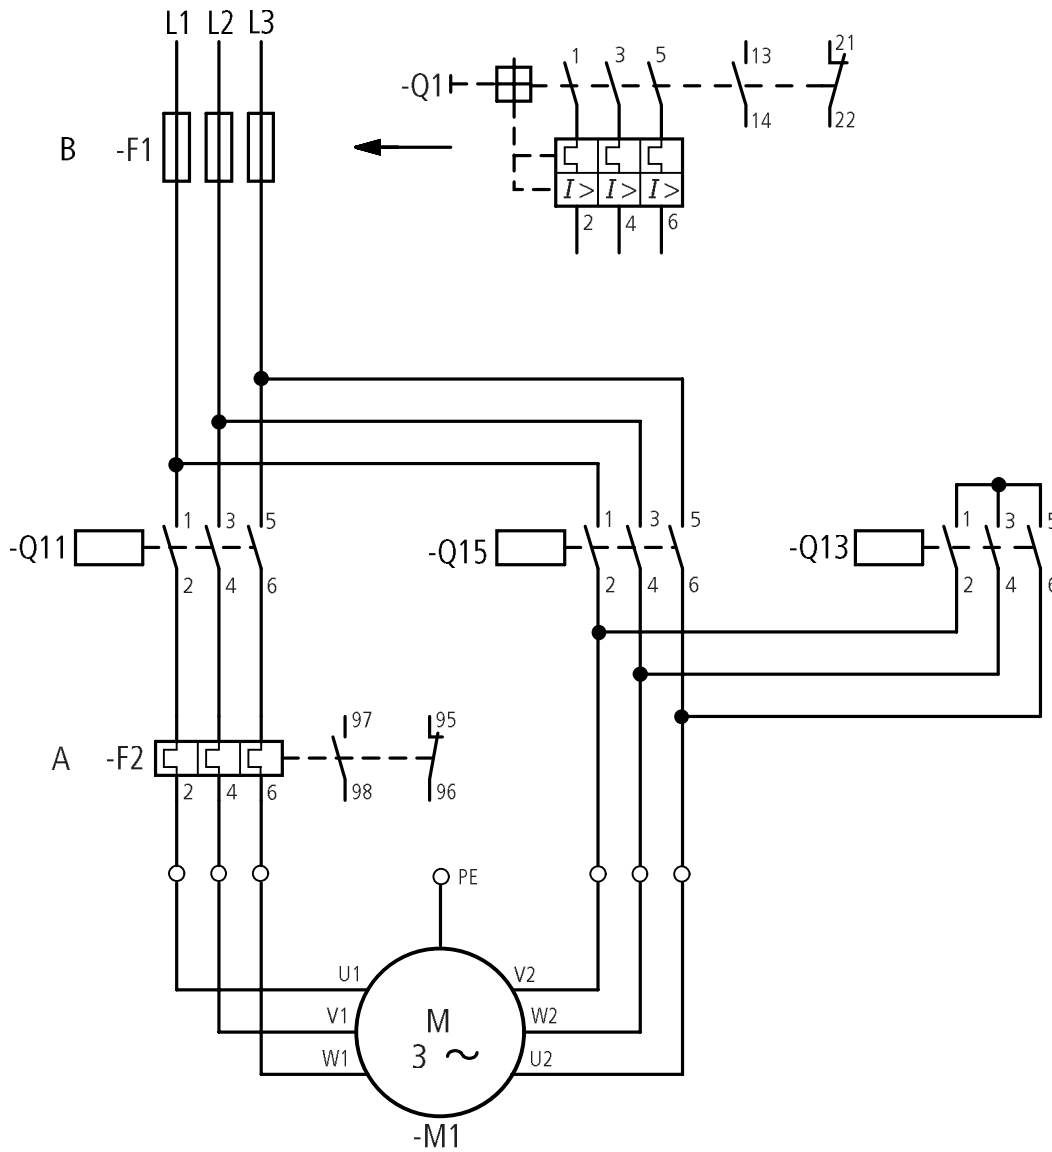 L1 L2 L3
-Q1 1 3 5 13 21
14 22
B -F1
I> I> I>
2 4 6
1 3 5 1 3 5 1 3 5
-Q11 -Q15 -Q13
2 4 6 2 4 6 2 4 6
97 95
A -F2
2 4 6 98 96
PE
U1 V2
V1 M W2
W1 3 ~ U2
-M1